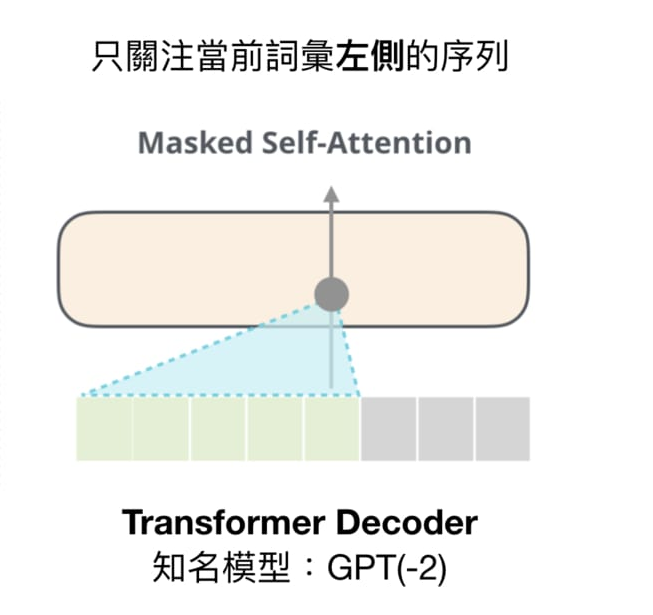 只關注當前詞彙左側的序列
Masked Self-Attention
Transformer Decoder
知名模型：GPT(-2)